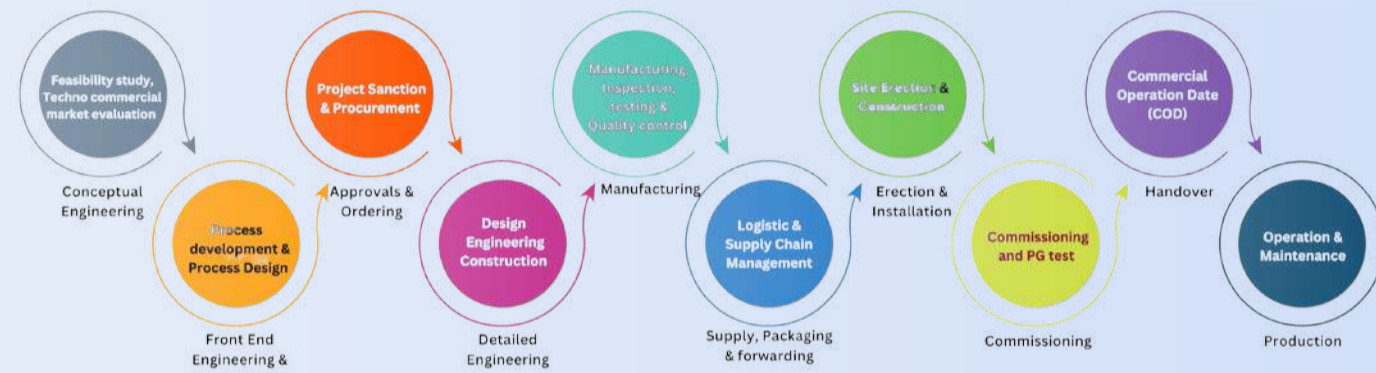 Feasibility study,
Techno commercial
market evaluation
Conceptual
Engineering
Process
development &
Process Design
Front End
Engineering &
Project Sanction
& Procurement
Approvals &
Ordering
Design
Engineering
Construction
Detailed
Engineering
Manufacturing,
Inspection,
testing &
Quality control
Manufacturing
Logistic &
Supply Chain
Management
Supply, Packaging
& forwarding
Site Erection &
Construction
Erection &
Installation
Commissioning
and PG test
Commissioning
Commercial
Operation Date
(COD)
Handover
Operation &
Maintenance
Production